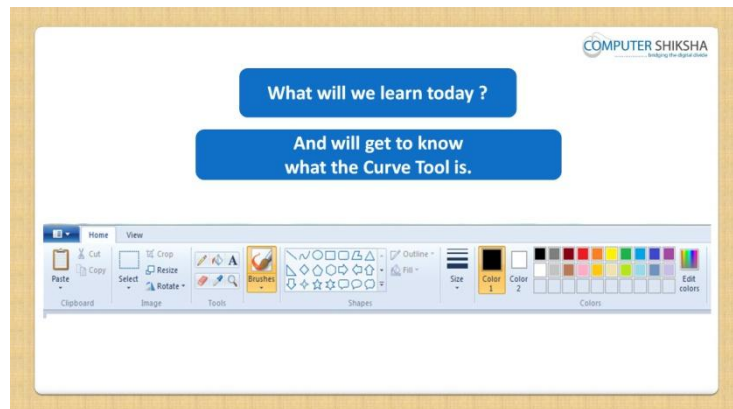 COMPUTER SHIKSHA
bridging the digital divide
What will we learn today ?
And will get to know
what the Curve Tool is.
Home View
Paste
Cut
Copy
Clipboard
Select
Crop
Resize
Rotate
Image
A
Tools
Brushes
Shapes
Outline
Fill
Size
Color
1
Color
2
Colors
Edit
colors